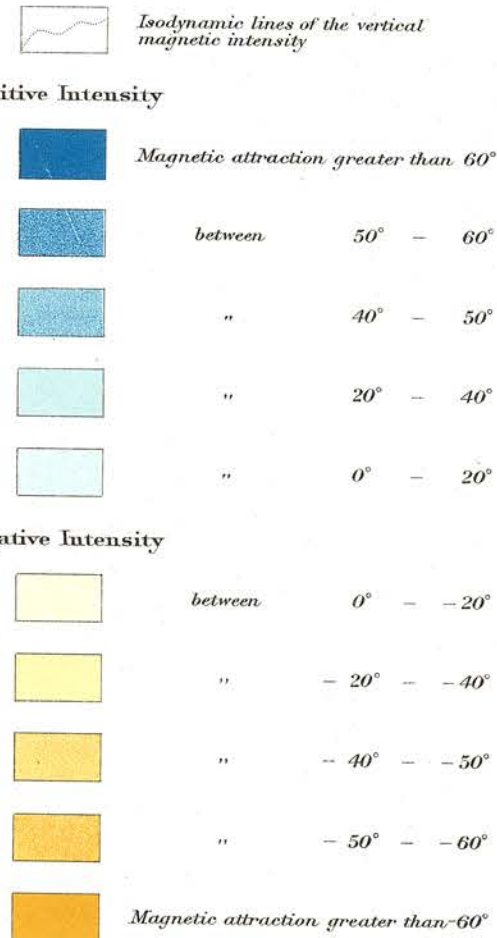 Isodynamic lines of the vertical
magnetic intensity
itive Intensity
Magnetic attraction greater than 60°
between 50° – 60°
" 40° – 50°
" 20° – 40°
" 0° – 20°
ative Intensity
between 0° – – 20°
" – 20° – – 40°
" – 40° – – 50°
" – 50° – – 60°
Magnetic attraction greater than -60°